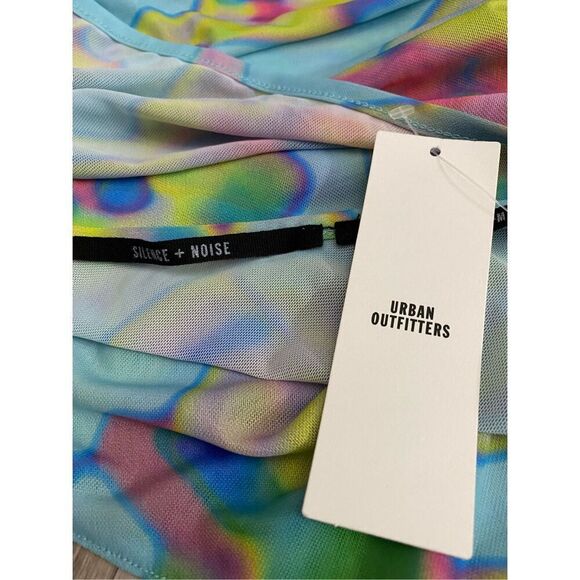 SILENCE + NOISE
M
URBAN
OUTFITTERS